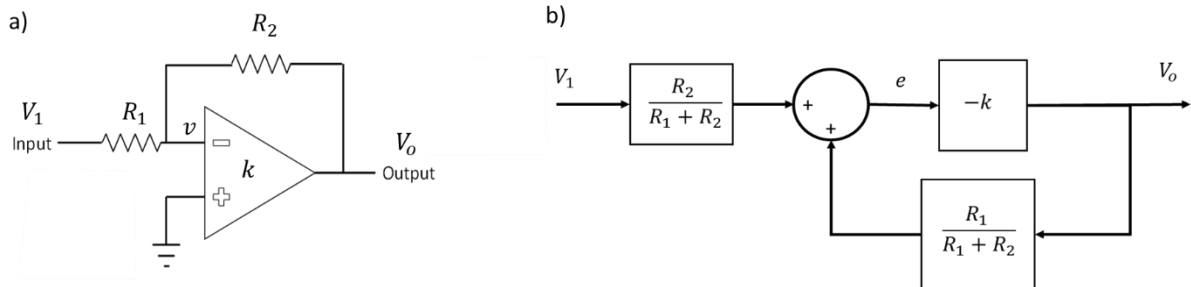 a)
R₂
V₁
R₁
Input
v
k
Vₒ
Output
b)
V₁
R₂
R₁ + R₂
+
+
e
−k
Vₒ
R₁
R₁ + R₂